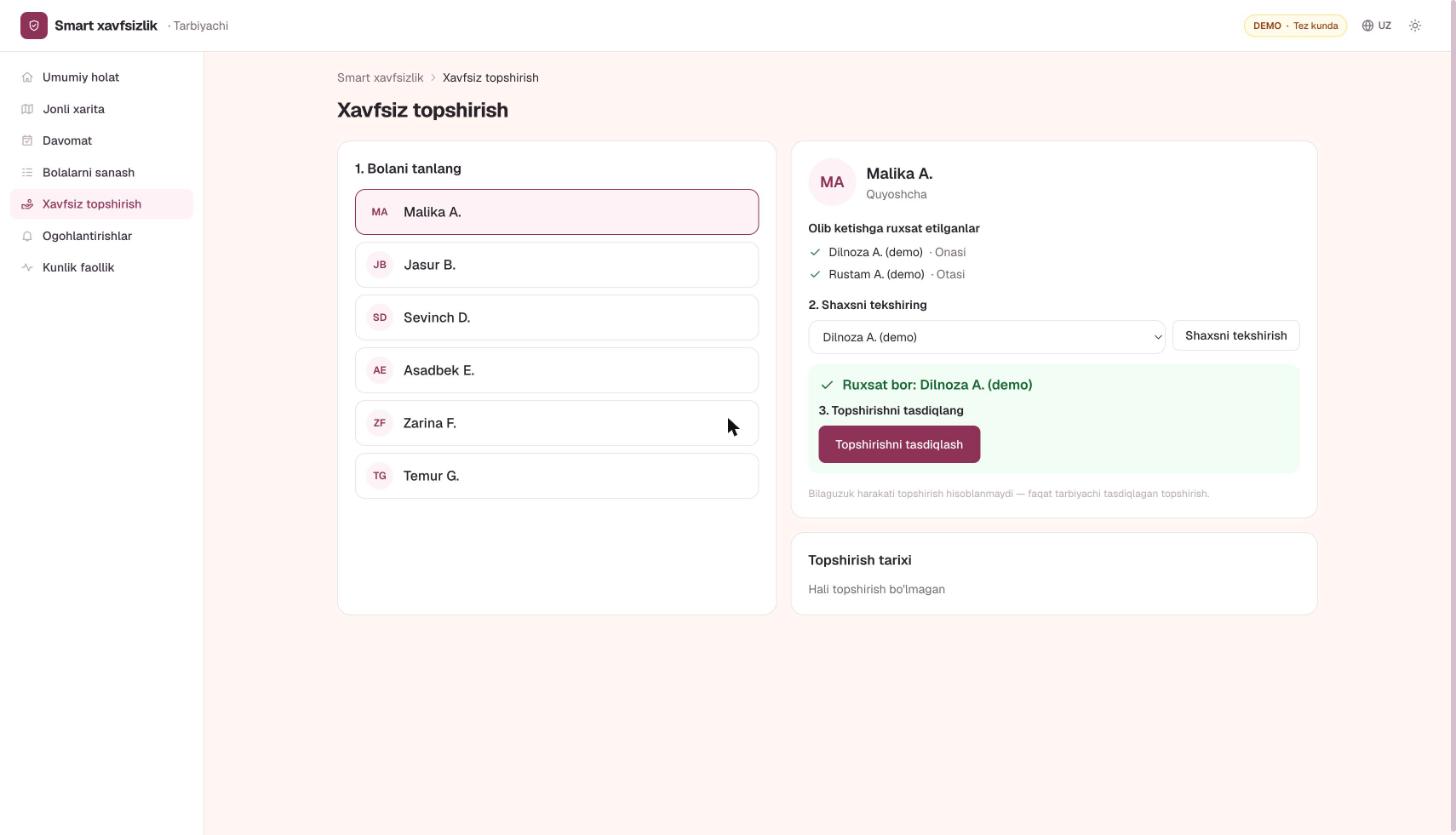 Smart xavfsizlik · Tarbiyachi
DEMO · Tez kunda
UZ
Umumiy holat
Jonli xarita
Davomat
Bolalarni sanash
Xavfsiz topshirish
Ogohlantirishlar
Kunlik faollik
Smart xavfsizlik > Xavfsiz topshirish
Xavfsiz topshirish
1. Bolani tanlang
MA Malika A.
JB Jasur B.
SD Sevinch D.
AE Asadbek E.
ZF Zarina F.
TG Temur G.
MA Malika A.
Quyoshcha
Olib ketishga ruxsat etilganlar
Dilnoza A. (demo) · Onasi
Rustam A. (demo) · Otasi
2. Shaxsni tekshiring
Dilnoza A. (demo)
Shaxsni tekshirish
Ruxsat bor: Dilnoza A. (demo)
3. Topshirishni tasdiqlang
Topshirishni tasdiqlash
Bilaguzuk harakati topshirish hisoblanmaydi — faqat tarbiyachi tasdiqlagan topshirish.
Topshirish tarixi
Hali topshirish bo'lmagan